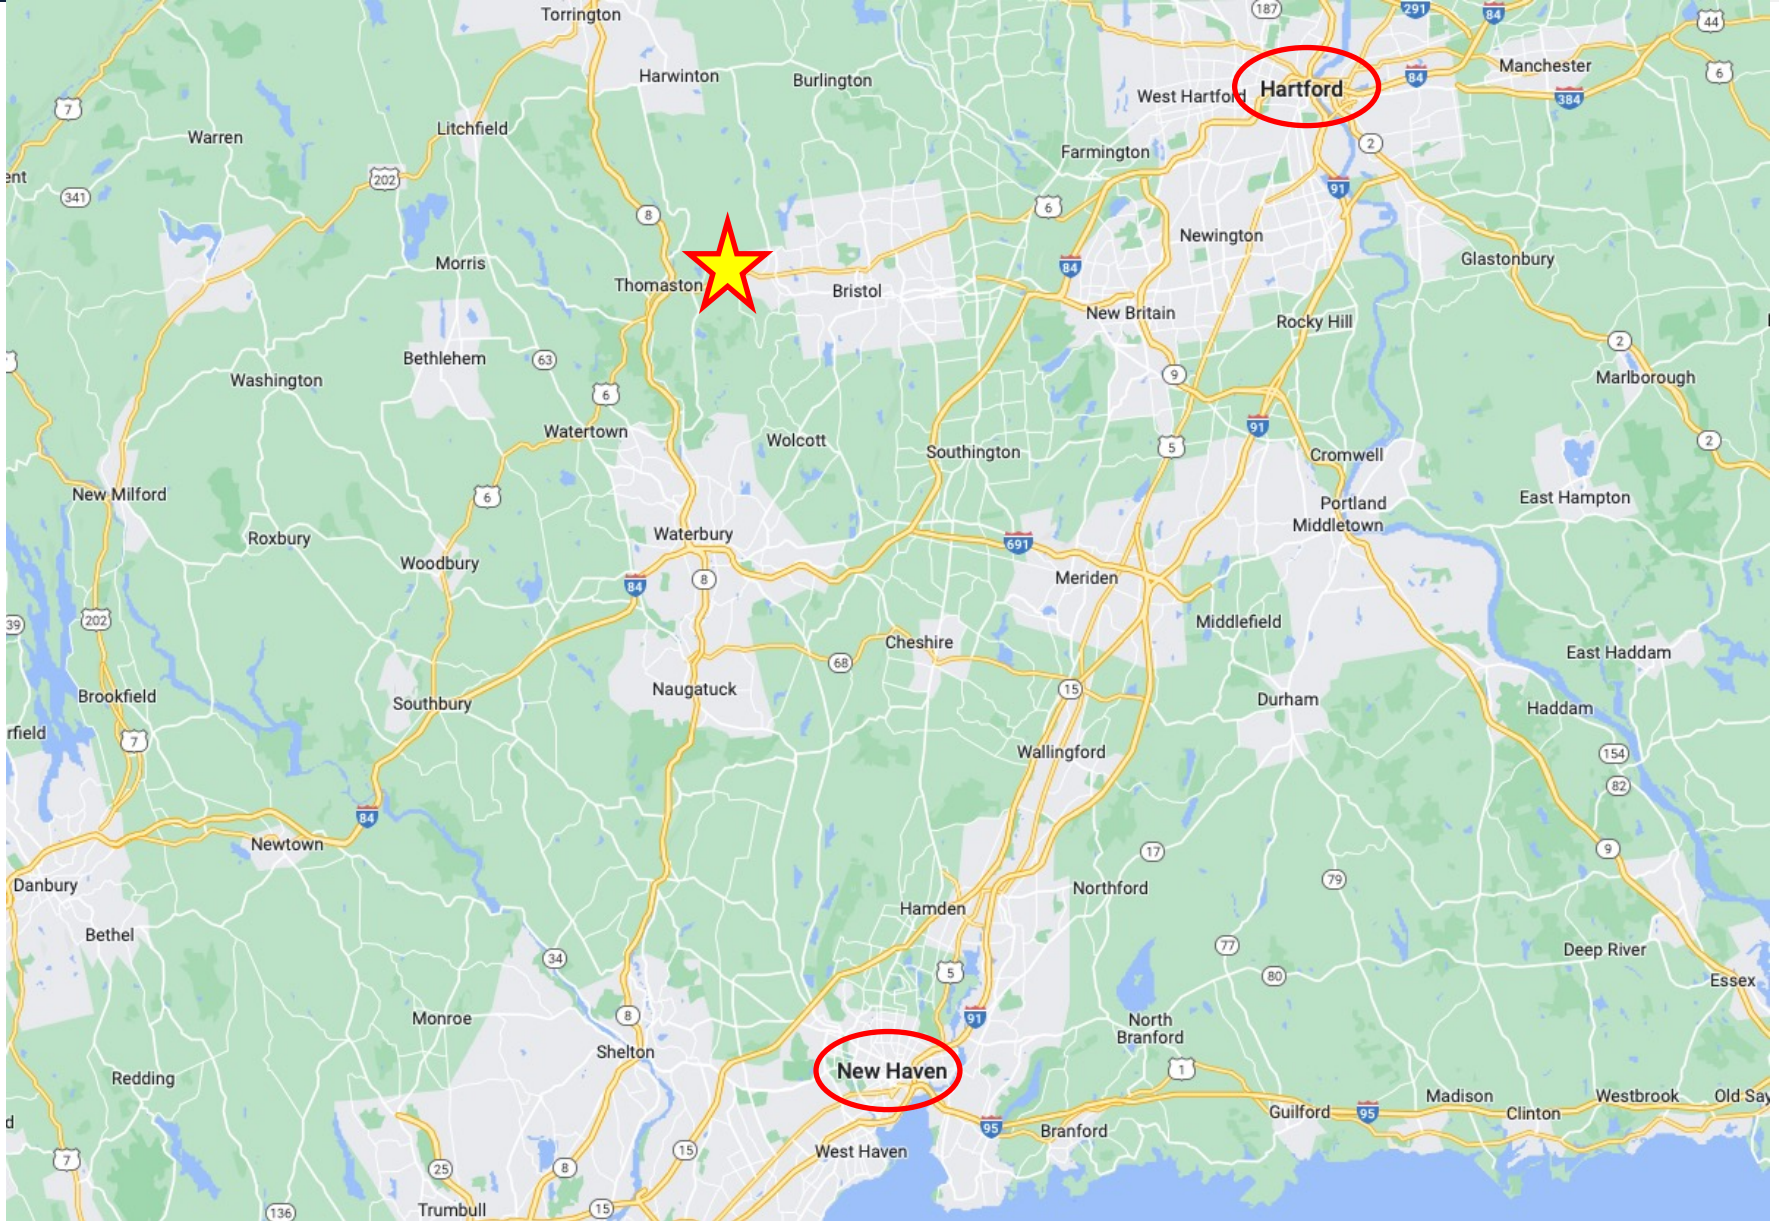 Torrington
187
291
84
44
Harwinton
Burlington
Hartford
84
Manchester
6
7
West Hartford
384
Litchfield
Warren
2
Farmington
ent
202
341
91
6
8
Newington
Glastonbury
Morris
84
Thomaston
Bristol
New Britain
Rocky Hill
2
Bethlehem
63
Washington
9
Marlborough
6
Watertown
Wolcott
91
2
5
Southington
Cromwell
New Milford
6
East Hampton
Portland
Middletown
Waterbury
Roxbury
691
Woodbury
84
8
Meriden
202
39
Middlefield
Cheshire
68
East Haddam
Brookfield
Naugatuck
15
Southbury
Durham
Haddam
rfield
7
Wallingford
154
82
84
Newtown
17
9
Danbury
79
Northford
Hamden
Bethel
77
34
Deep River
5
80
Essex
8
Monroe
91
North
Branford
Shelton
New Haven
1
Redding
Madison
Westbrook
Old Say
Guilford
95
Clinton
d
95
Branford
West Haven
15
7
25
8
136
Trumbull
15